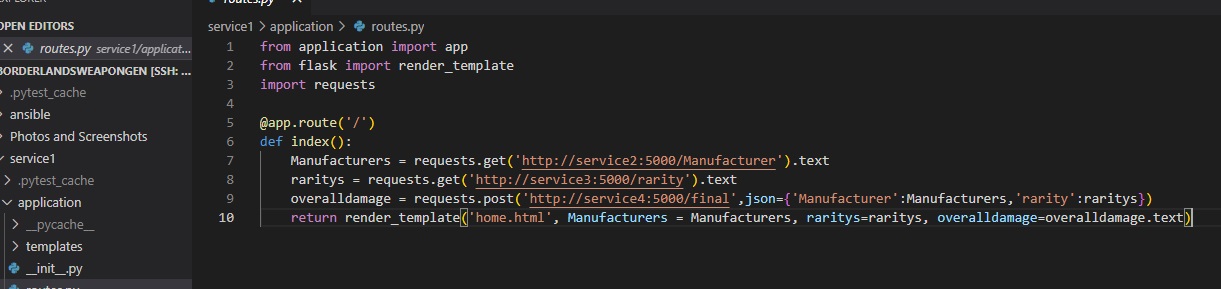 routes.py
OPEN EDITORS
routes.py service1/applicat...
BORDERLANDSWEAPONGEN [SSH: ...
.pytest_cache
ansible
Photos and Screenshots
service1
.pytest_cache
application
__pycache__
templates
__init__.py
routes.py
service1 > application > routes.py
1 from application import app
2 from flask import render_template
3 import requests
4
5 @app.route('/')
6 def index():
7 Manufacturers = requests.get('http://service2:5000/Manufacturer').text
8 raritys = requests.get('http://service3:5000/rarity').text
9 overalldamage = requests.post('http://service4:5000/final',json={'Manufacturer':Manufacturers,'rarity':raritys})
10 return render_template('home.html', Manufacturers = Manufacturers, raritys=raritys, overalldamage=overalldamage.text)